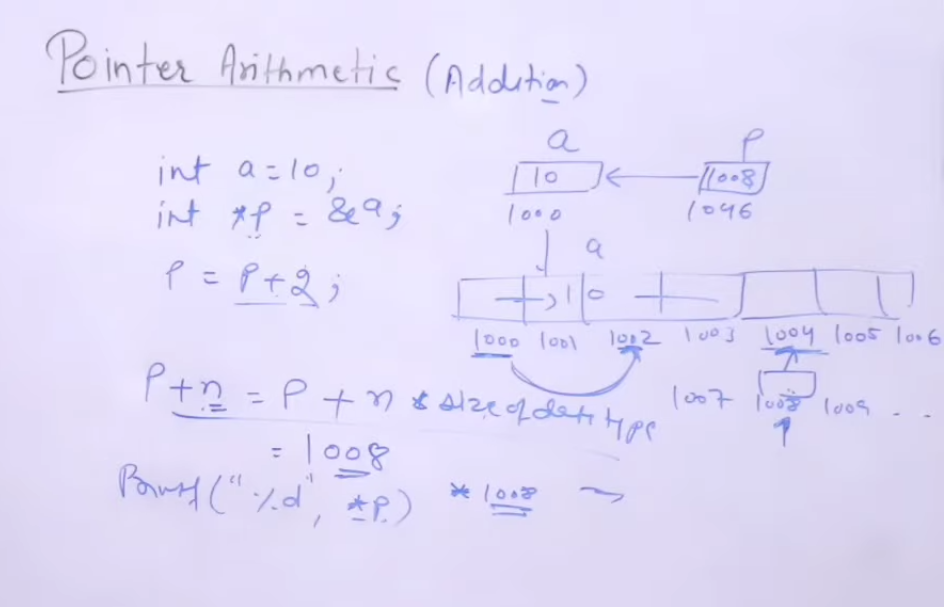 Pointer Arithmetic (Addition)
int a=10;
int *P = &a;
P = P+2;
a
P
10
1008
1000
1046
a
10
1000 1001 1002 1003 1004 1005 1006
1007 1008 1009 ...
P+n = P + n * size of data type
= 1008
Printf("%d", *P)
*1008